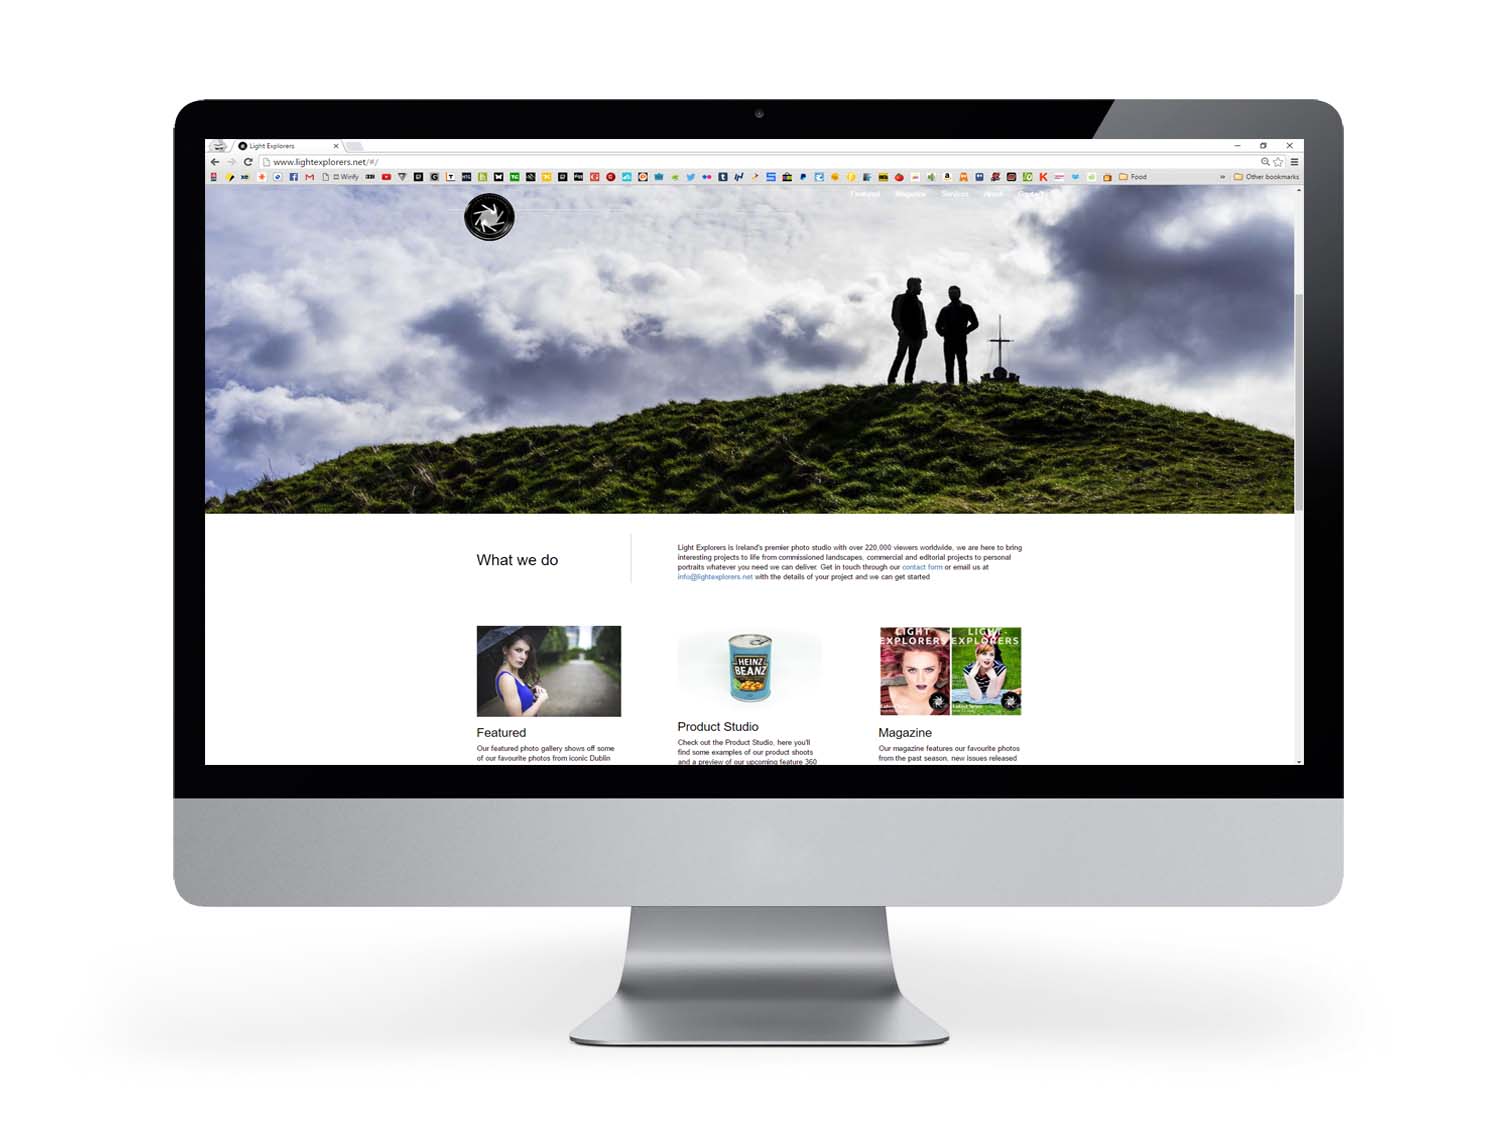 Light Explorers
www.lightexplorers.net/#/
Winify
Food
Other bookmarks
Featured Magazine Services About
What we do
Light Explorers is Ireland's premier photo studio with over 220,000 viewers worldwide, we are here to bring
interesting projects to life from commissioned landscapes, commercial and editorial projects to personal
portraits whatever you need we can deliver. Get in touch through our contact form or email us at
info@lightexplorers.net with the details of your project and we can get started
HEINZ
BEANZ
LIGHT
EXPLORERS
LIGHT
EXPLORERS
Featured
Our featured photo gallery shows off some
of our favourite photos from iconic Dublin
Product Studio
Check out the Product Studio, here you'll
find some examples of our product shoots
and a preview of our upcoming feature 360
Magazine
Our magazine features our favourite photos
from the past season, new issues released